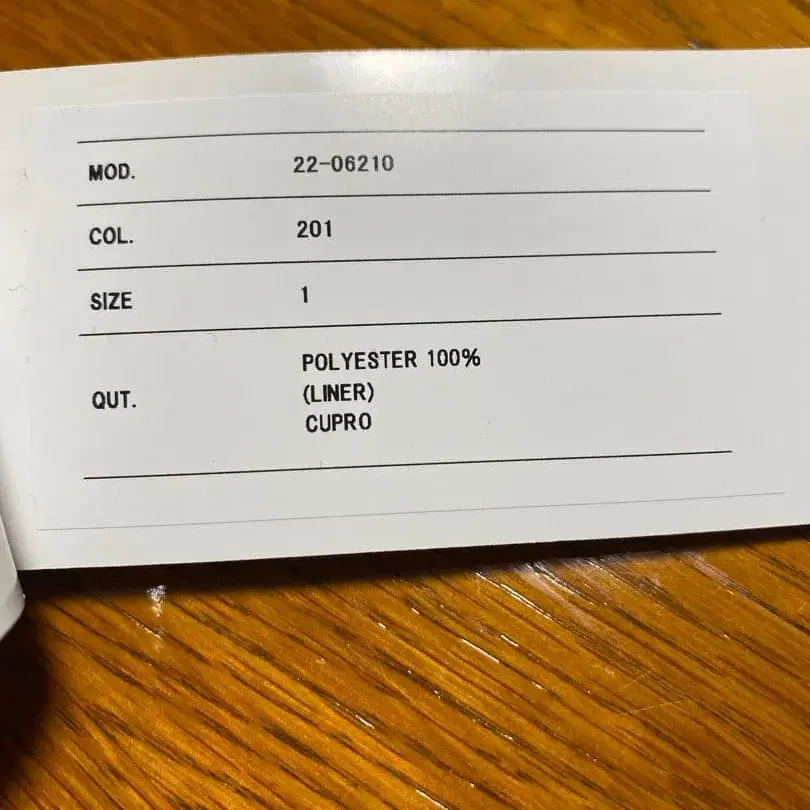 MOD. 22-06210
COL. 201
SIZE 1
QUT. POLYESTER 100%
(LINER)
CUPRO